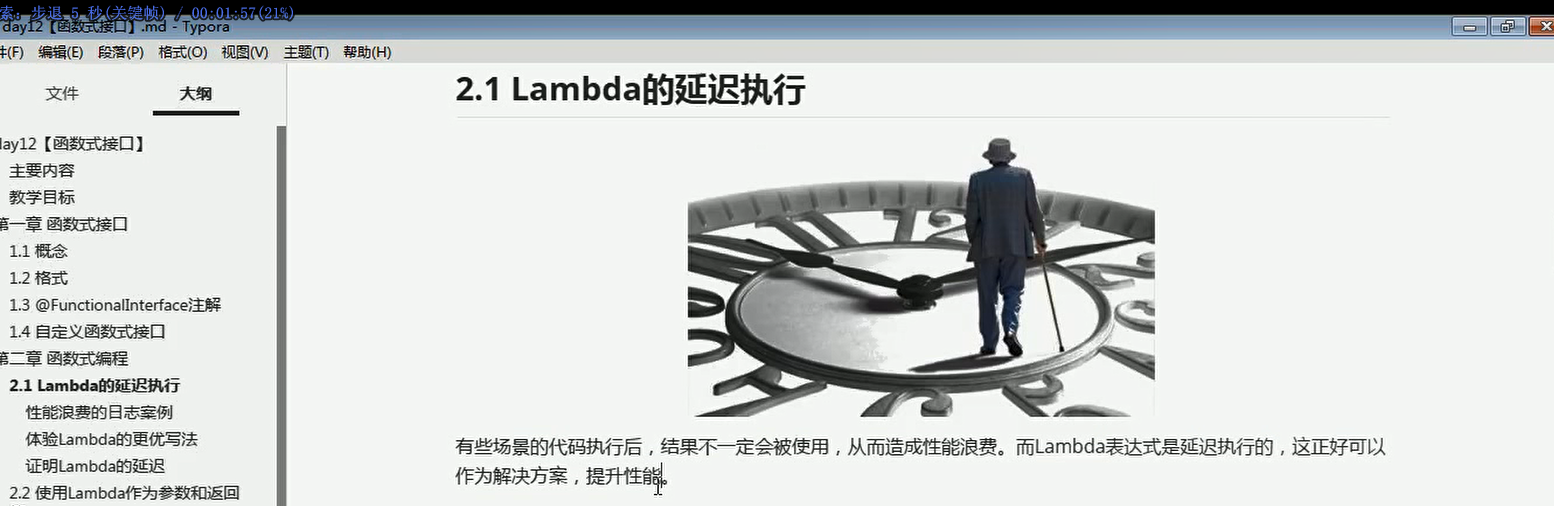 索: 步退 5 秒(关键帧) / 00:01:57(21%)
day12【函数式接口】.md - Typora
件(F) 编辑(E) 段落(P) 格式(O) 视图(V) 主题(T) 帮助(H)
文件 大纲
day12【函数式接口】
主要内容
教学目标
第一章 函数式接口
1.1 概念
1.2 格式
1.3 @FunctionalInterface注解
1.4 自定义函数式接口
第二章 函数式编程
2.1 Lambda的延迟执行
性能浪费的日志案例
体验Lambda的更优写法
证明Lambda的延迟
2.2 使用Lambda作为参数和返回
2.1 Lambda的延迟执行
有些场景的代码执行后，结果不一定会被使用，从而造成性能浪费。而Lambda表达式是延迟执行的，这正好可以
作为解决方案，提升性能。